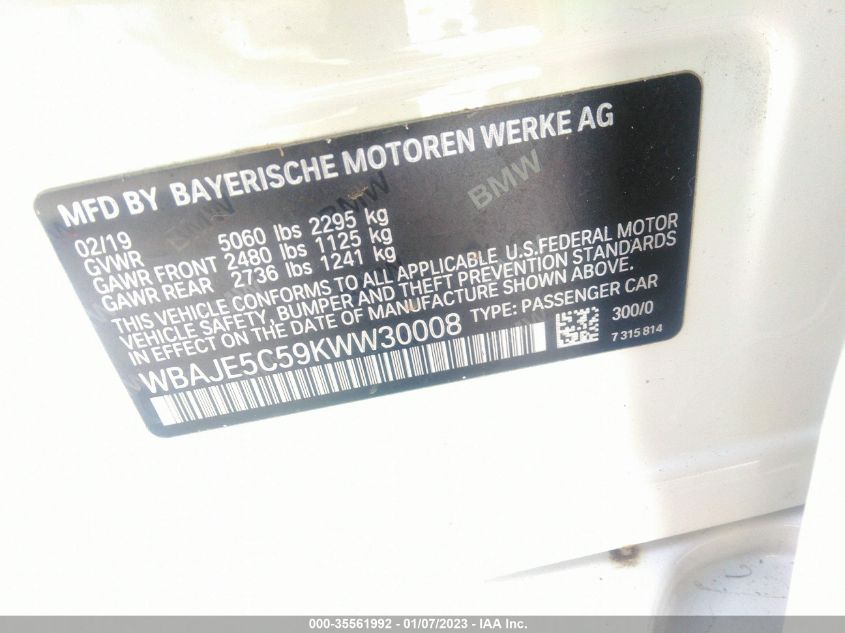 MFD BY BAYERISCHE MOTOREN WERKE AG
02/19
GVWR 5060 lbs 2295 kg
GAWR FRONT 2480 lbs 1125 kg
GAWR REAR 2736 lbs 1241 kg
THIS VEHICLE CONFORMS TO ALL APPLICABLE U.S.FEDERAL MOTOR
VEHICLE SAFETY, BUMPER AND THEFT PREVENTION STANDARDS
IN EFFECT ON THE DATE OF MANUFACTURE SHOWN ABOVE.
WBAJE5C59KWW30008 TYPE: PASSENGER CAR 300/0
7 315 814
BMW
BMW
BMW
000-35561992 - 01/07/2023 - IAA Inc.